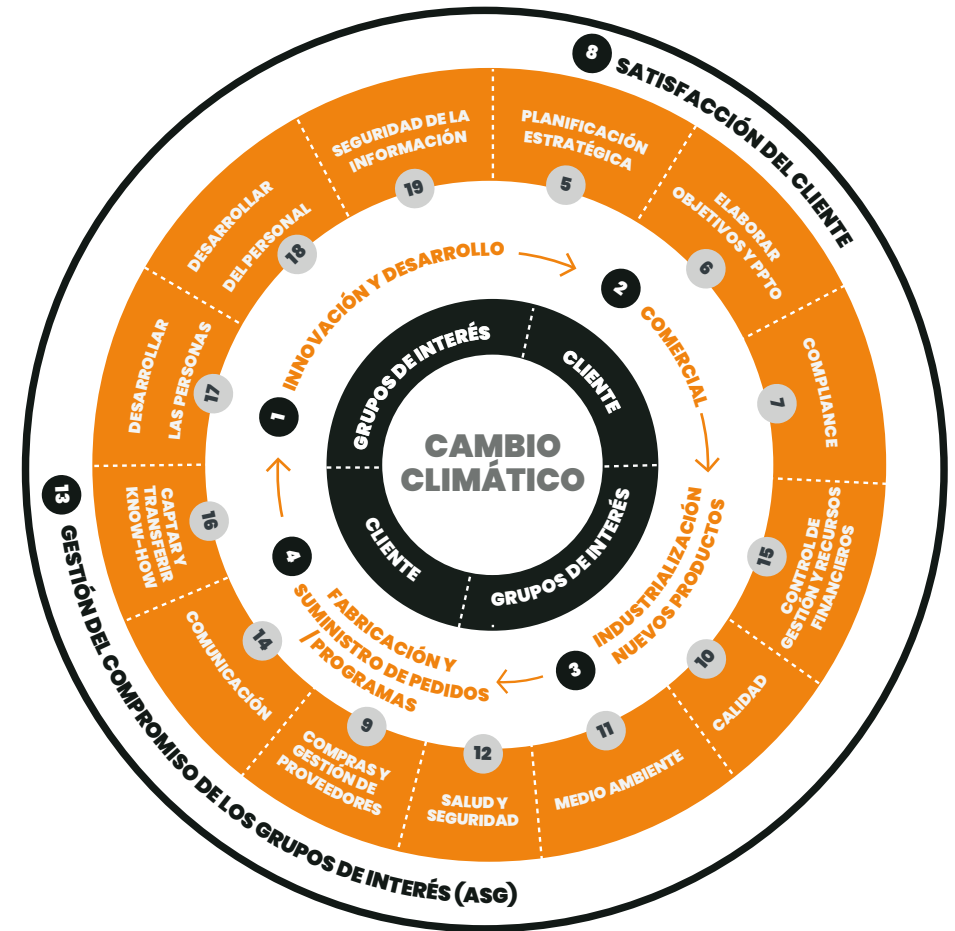 8
SATISFACCIÓN DEL CLIENTE
13
GESTIÓN DEL COMPROMISO DE LOS GRUPOS DE INTERÉS (ASG)
PLANIFICACIÓN
ESTRATÉGICA
5
ELABORAR
OBJETIVOS Y PPTO
6
COMPLIANCE
7
CONTROL DE
GESTIÓN Y RECURSOS
FINANCIEROS
15
CALIDAD
10
MEDIO AMBIENTE
11
SALUD Y
SEGURIDAD
12
COMPRAS Y
GESTIÓN DE
PROVEEDORES
9
COMUNICACIÓN
14
CAPTAR Y
TRANSFERIR
KNOW-HOW
16
DESARROLLAR
LAS PERSONAS
17
DESARROLLAR
DEL PERSONAL
18
SEGURIDAD DE LA
INFORMACIÓN
19
1
INNOVACIÓN Y DESARROLLO
2
COMERCIAL
3
INDUSTRIALIZACIÓN
NUEVOS PRODUCTOS
4
FABRICACIÓN Y
SUMINISTRO DE PEDIDOS
/PROGRAMAS
GRUPOS DE INTERÉS
CLIENTE
GRUPOS DE INTERÉS
CLIENTE
CAMBIO
CLIMÁTICO